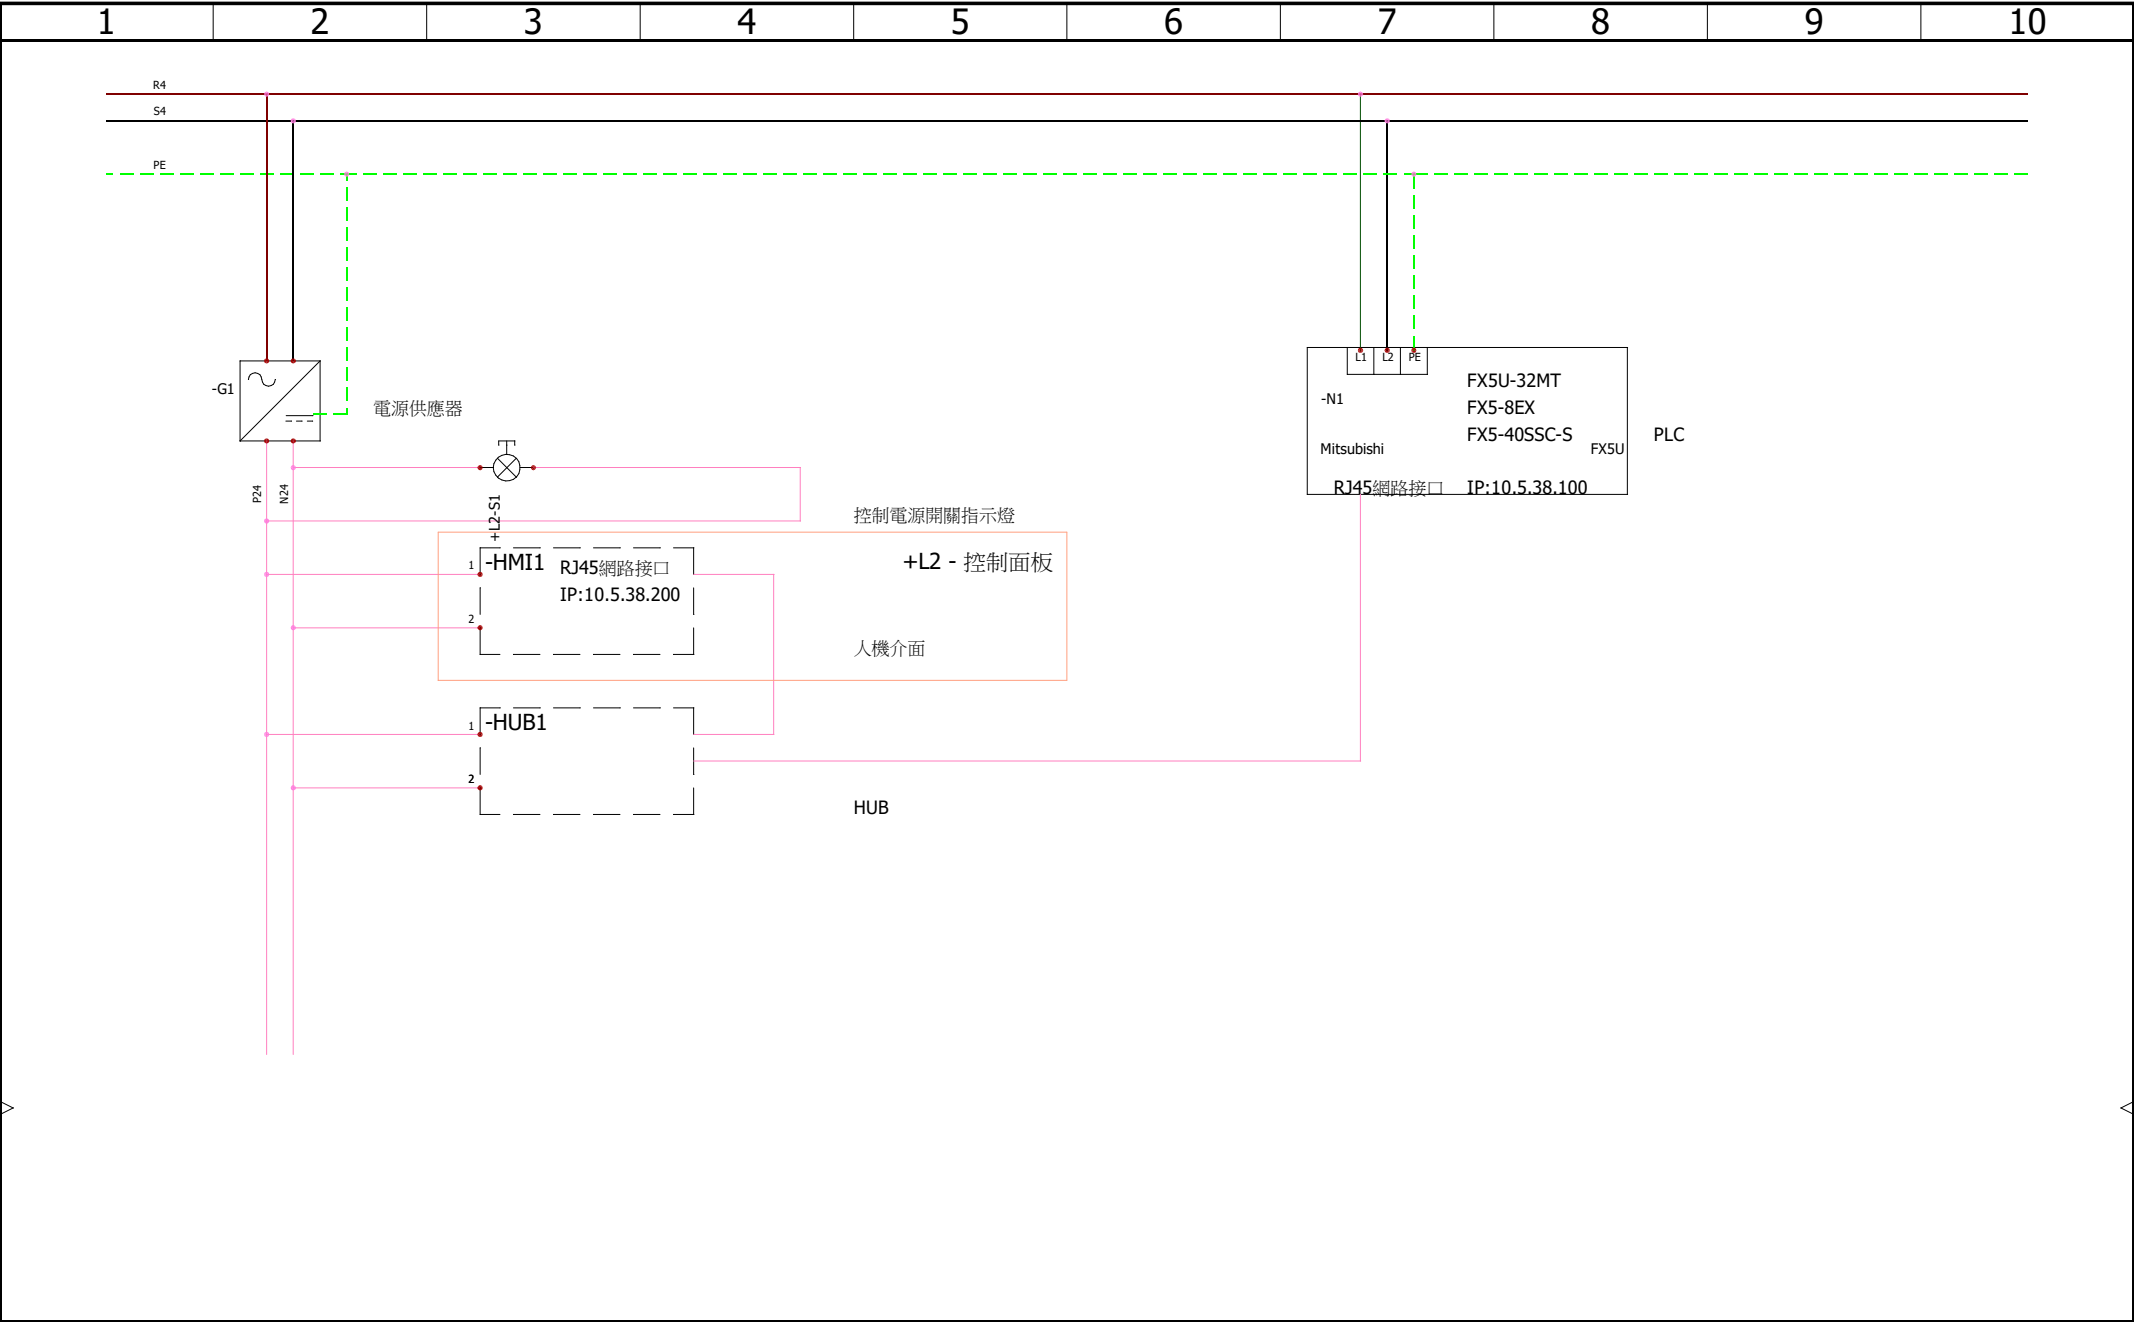 1 2 3 4 5 6 7 8 9 10
R4
S4
PE
L1 L2 PE
-G1
-N1
FX5U-32MT
FX5-8EX
FX5-40SSC-S
電源供應器
Mitsubishi
FX5U
PLC
RJ45網路接口 IP:10.5.38.100
P24
N24
+L2-S1
控制電源開關指示燈
+L2 - 控制面板
1
-HMI1
RJ45網路接口
IP:10.5.38.200
2
人機介面
1
-HUB1
2
HUB